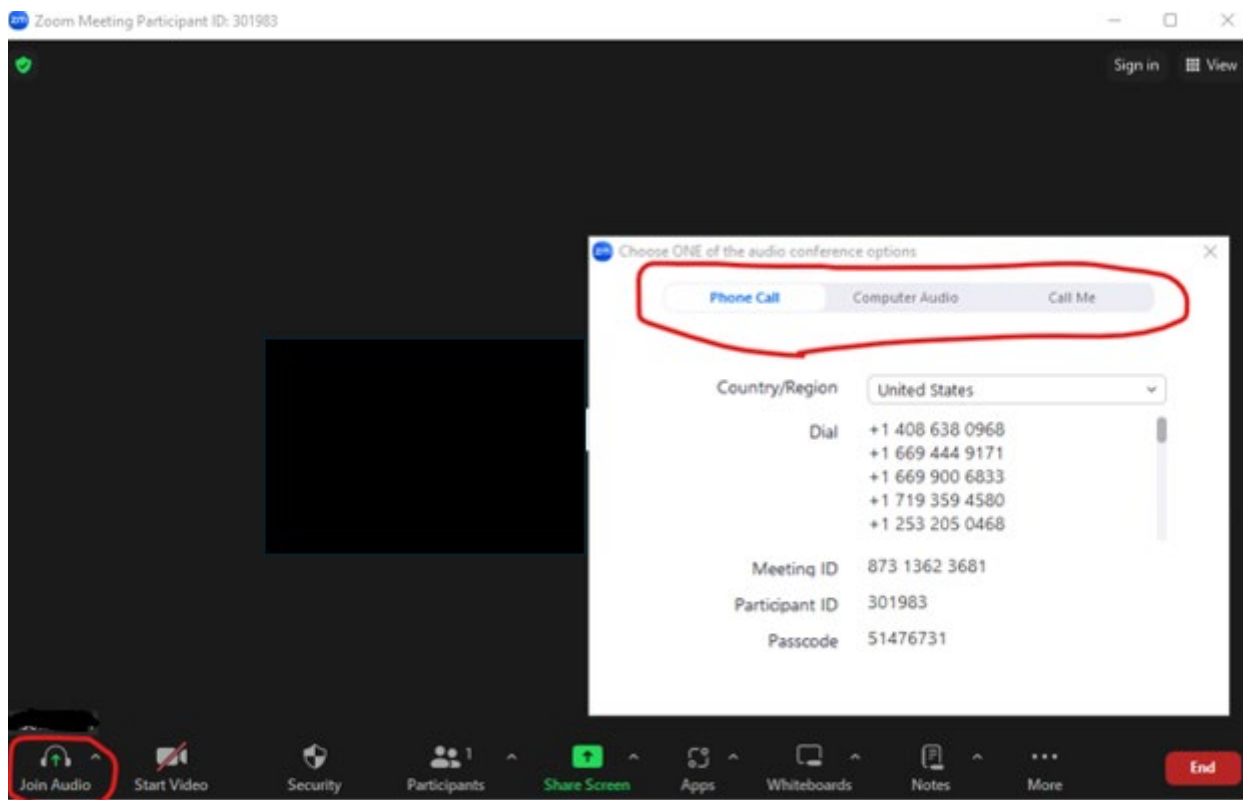 zm Zoom Meeting Participant ID: 301983
Sign in View
zm Choose ONE of the audio conference options
Phone Call Computer Audio Call Me
Country/Region United States
Dial +1 408 638 0968
+1 669 444 9171
+1 669 900 6833
+1 719 359 4580
+1 253 205 0468
Meeting ID 873 1362 3681
Participant ID 301983
Passcode 51476731
1
Join Audio Start Video Security Participants Share Screen Apps Whiteboards Notes More End